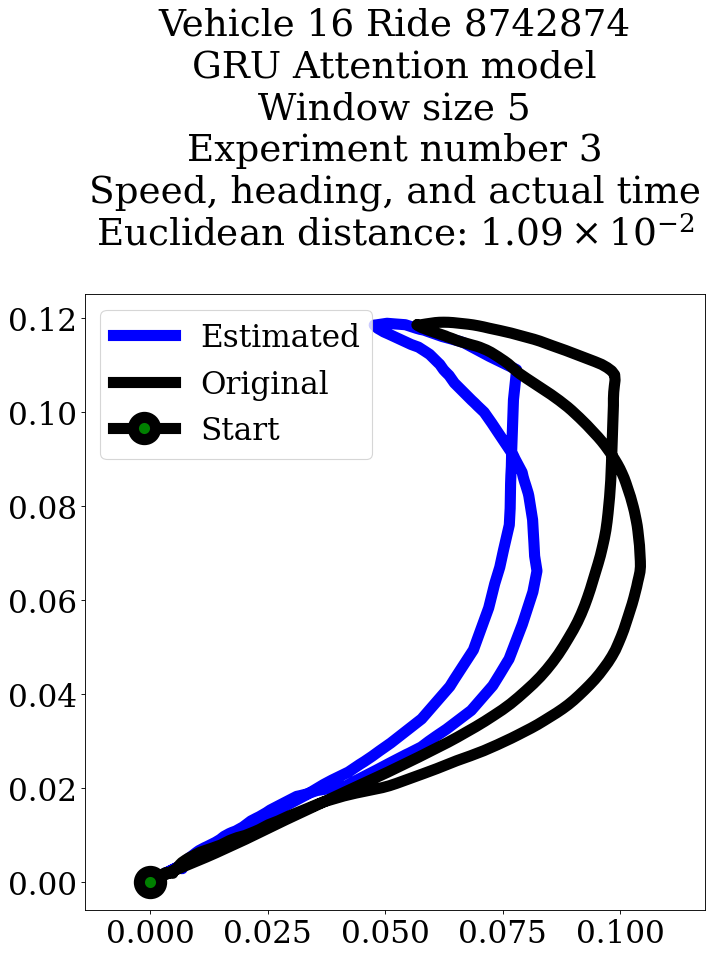 Vehicle 16 Ride 8742874
GRU Attention model
Window size 5
Experiment number 3
Speed, heading, and actual time
Euclidean distance: 1.09 × 10⁻²
Estimated
Original
Start
0.12
0.10
0.08
0.06
0.04
0.02
0.00
0.000 0.025 0.050 0.075 0.100